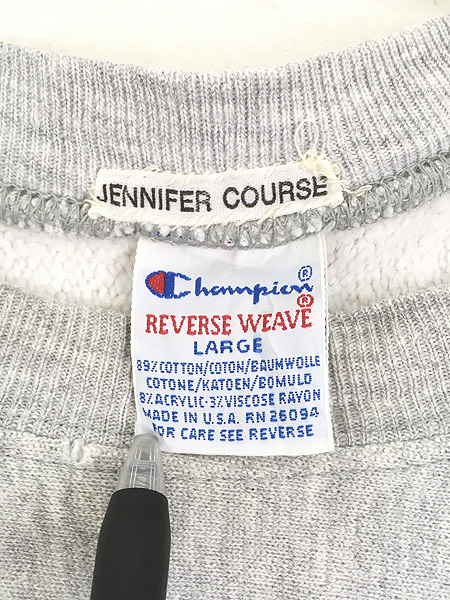 JENNIFER COURSE
Champion®
REVERSE WEAVE®
LARGE
89% COTTON/COTON/BAUMWOLLE
COTONE/KATOEN/BOMULD
8% ACRYLIC·3% VISCOSE RAYON
MADE IN U.S.A. RN 26094
FOR CARE SEE REVERSE